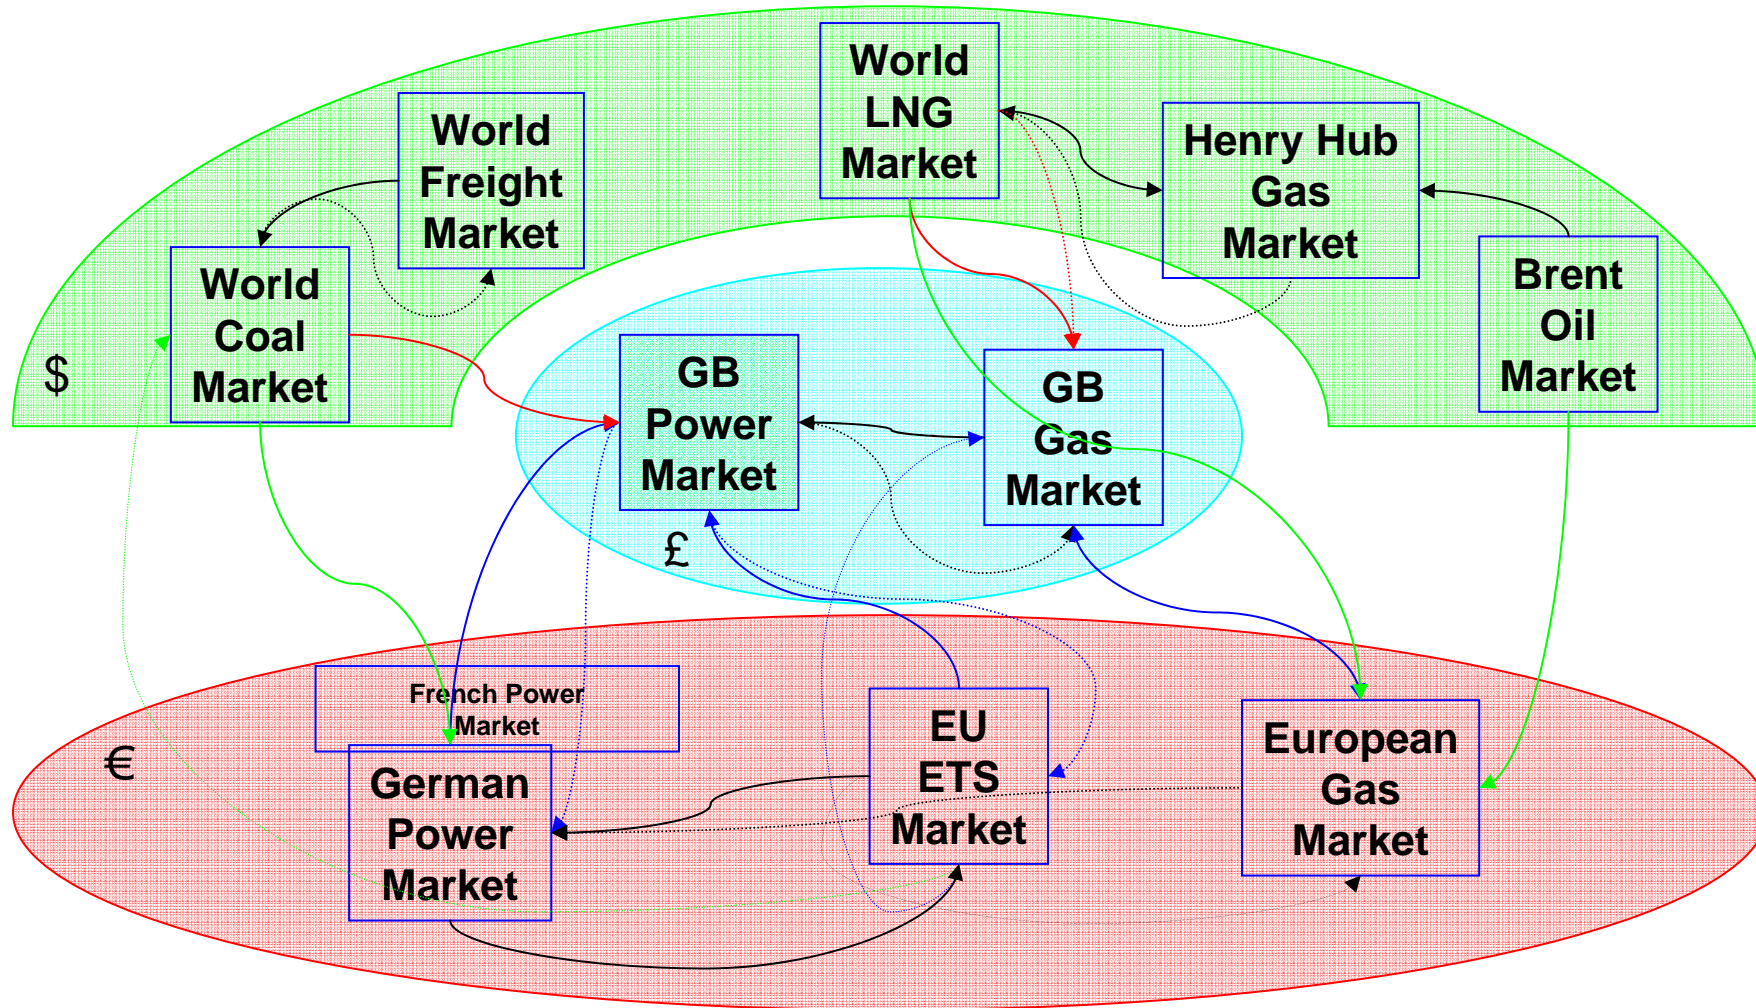 World
LNG
Market
World
Freight
Market
Henry Hub
Gas
Market
World
Coal
Market
Brent
Oil
Market
$
GB
Power
Market
GB
Gas
Market
£
French Power
Market
€
German
Power
Market
EU
ETS
Market
European
Gas
Market